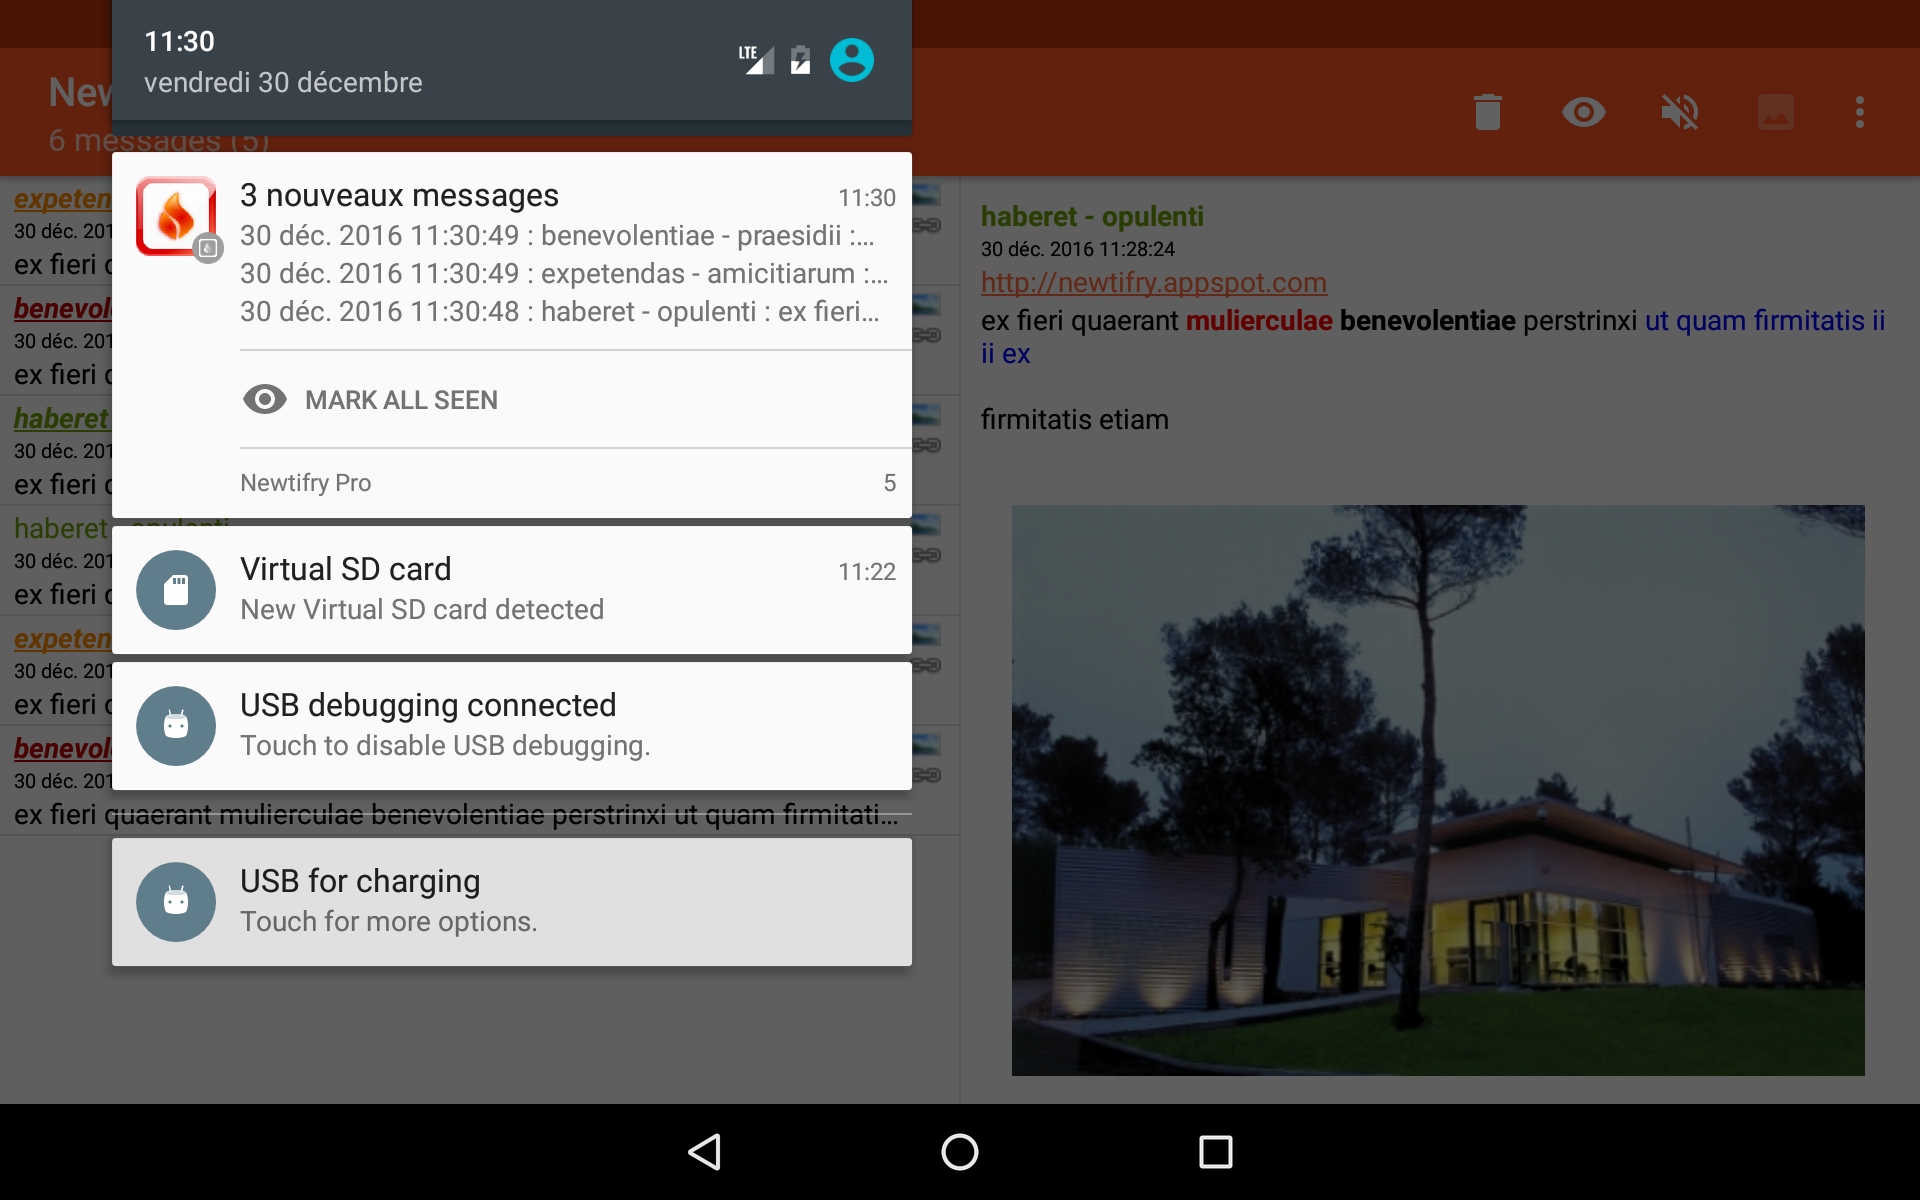 11:30
vendredi 30 décembre
LTE
New
6 messages (5)
3 nouveaux messages 11:30
30 déc. 2016 11:30:49 : benevolentiae - praesidii :...
30 déc. 2016 11:30:49 : expetendas - amicitiarum :...
30 déc. 2016 11:30:48 : haberet - opulenti : ex fieri...
MARK ALL SEEN
Newtifry Pro 5
Virtual SD card 11:22
New Virtual SD card detected
USB debugging connected
Touch to disable USB debugging.
USB for charging
Touch for more options.
expeten
30 déc. 201
ex fieri
benevol
30 déc. 201
ex fieri
haberet
30 déc. 201
ex fieri
haberet - opulenti
30 déc. 201
ex fieri
expeten
30 déc. 201
ex fieri
benevol
30 déc. 201
ex fieri quaerant mulierculae benevolentiae perstrinxi ut quam firmitati...
haberet - opulenti
30 déc. 2016 11:28:24
http://newtifry.appspot.com
ex fieri quaerant mulierculae benevolentiae perstrinxi ut quam firmitatis ii
ii ex
firmitatis etiam